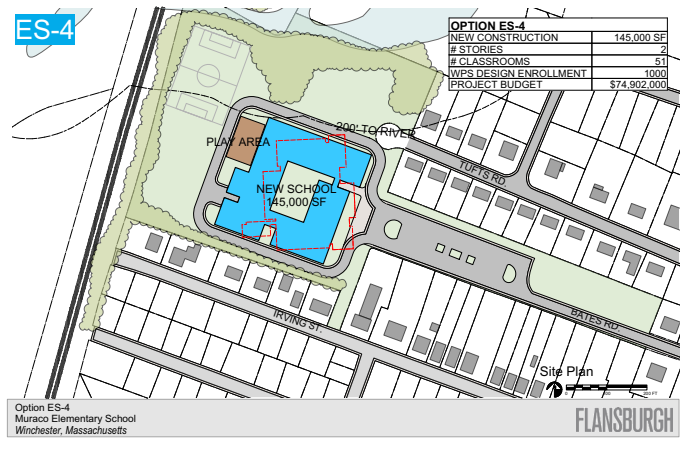 ES-4
OPTION ES-4
NEW CONSTRUCTION 145,000 SF
# STORIES 2
# CLASSROOMS 51
WPS DESIGN ENROLLMENT 1000
PROJECT BUDGET $74,902,000
200' TO RIVER
PLAY AREA
TUFTS RD.
NEW SCHOOL
145,000 SF
IRVING ST.
BATES RD.
Site Plan
Option ES-4
Muraco Elementary School
Winchester, Massachusetts
FLANSBURGH